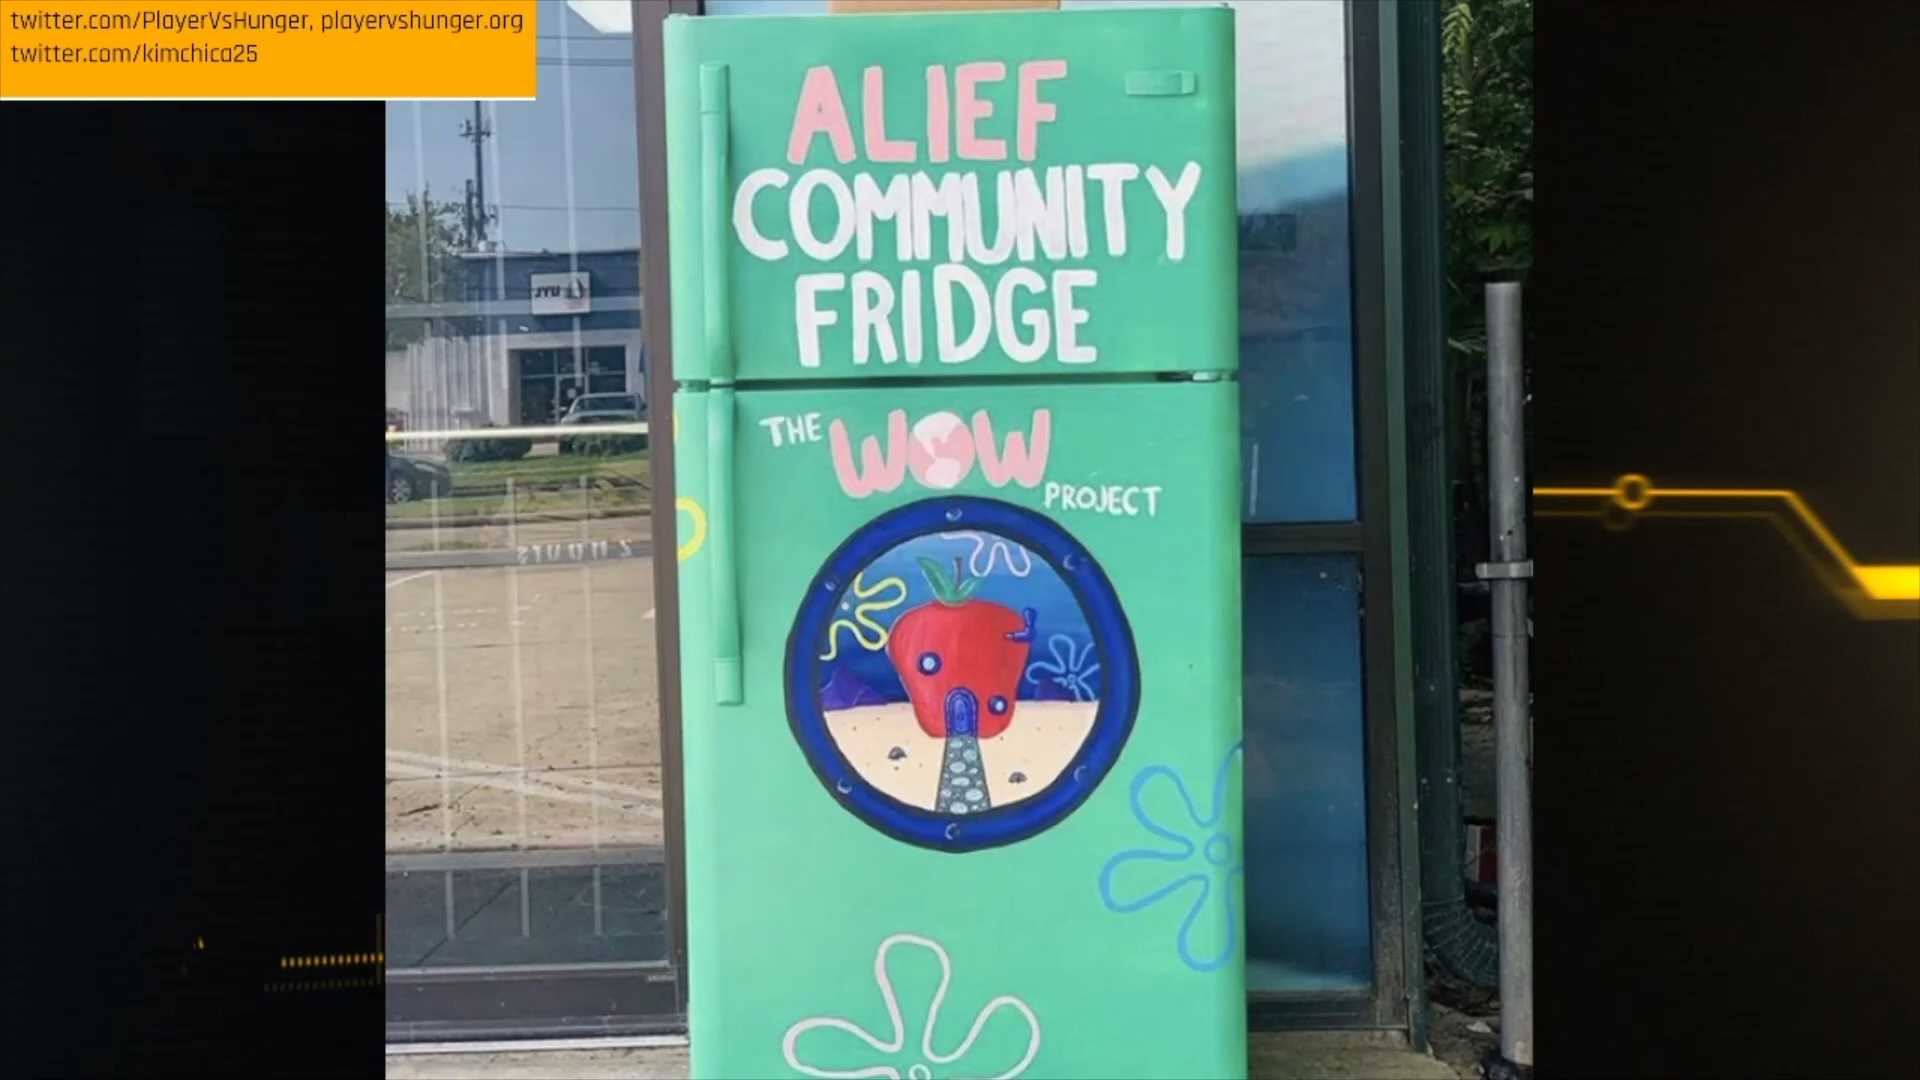 twitter.com/PlayerVsHunger, playervshunger.org
twitter.com/kimchica25
ALIEF
COMMUNITY
FRIDGE
THE WOW
PROJECT